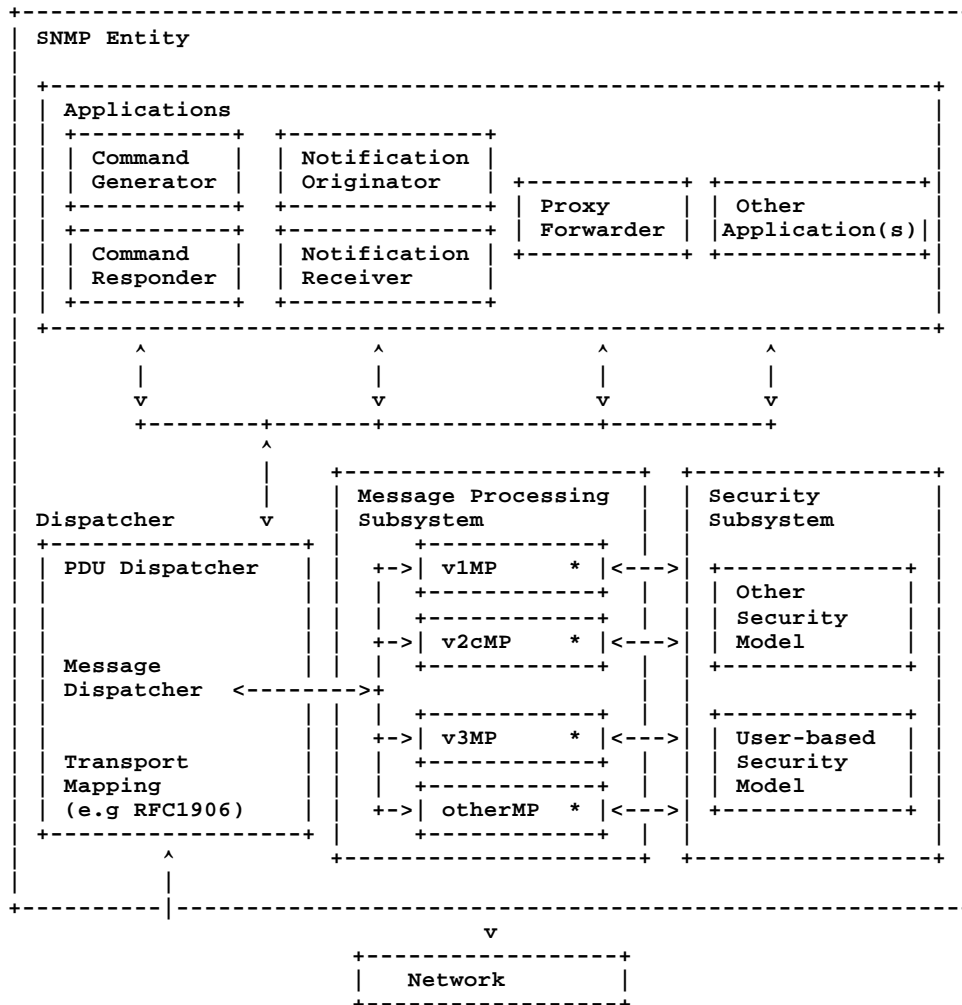 SNMP Entity
Applications
Command Generator
Notification Originator
Proxy Forwarder
Other Application(s)
Command Responder
Notification Receiver
Dispatcher
PDU Dispatcher
Message Dispatcher
Transport Mapping (e.g RFC1906)
Message Processing Subsystem
v1MP *
v2cMP *
v3MP *
otherMP *
Security Subsystem
Other Security Model
User-based Security Model
Network